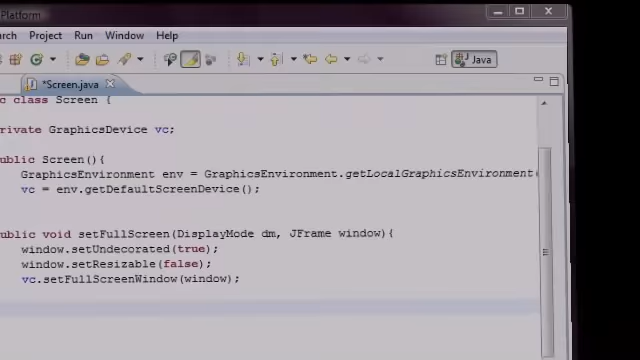 Platform
rch Project Run Window Help
Java
*Screen.java
c class Screen {
rivate GraphicsDevice vc;
ublic Screen(){
GraphicsEnvironment env = GraphicsEnvironment.getLocalGraphicsEnvironment(
vc = env.getDefaultScreenDevice();
ublic void setFullScreen(DisplayMode dm, JFrame window){
window.setUndecorated(true);
window.setResizable(false);
vc.setFullScreenWindow(window);